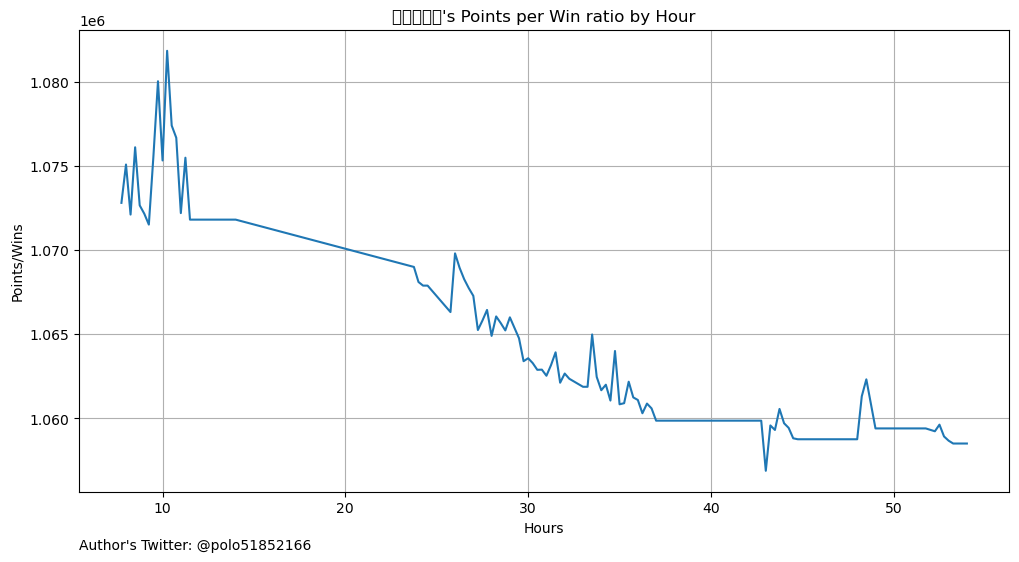 's Points per Win ratio by Hour
1e6
1.080
1.075
1.070
1.065
1.060
Points/Wins
10 20 30 40 50
Hours
Author's Twitter: @polo51852166